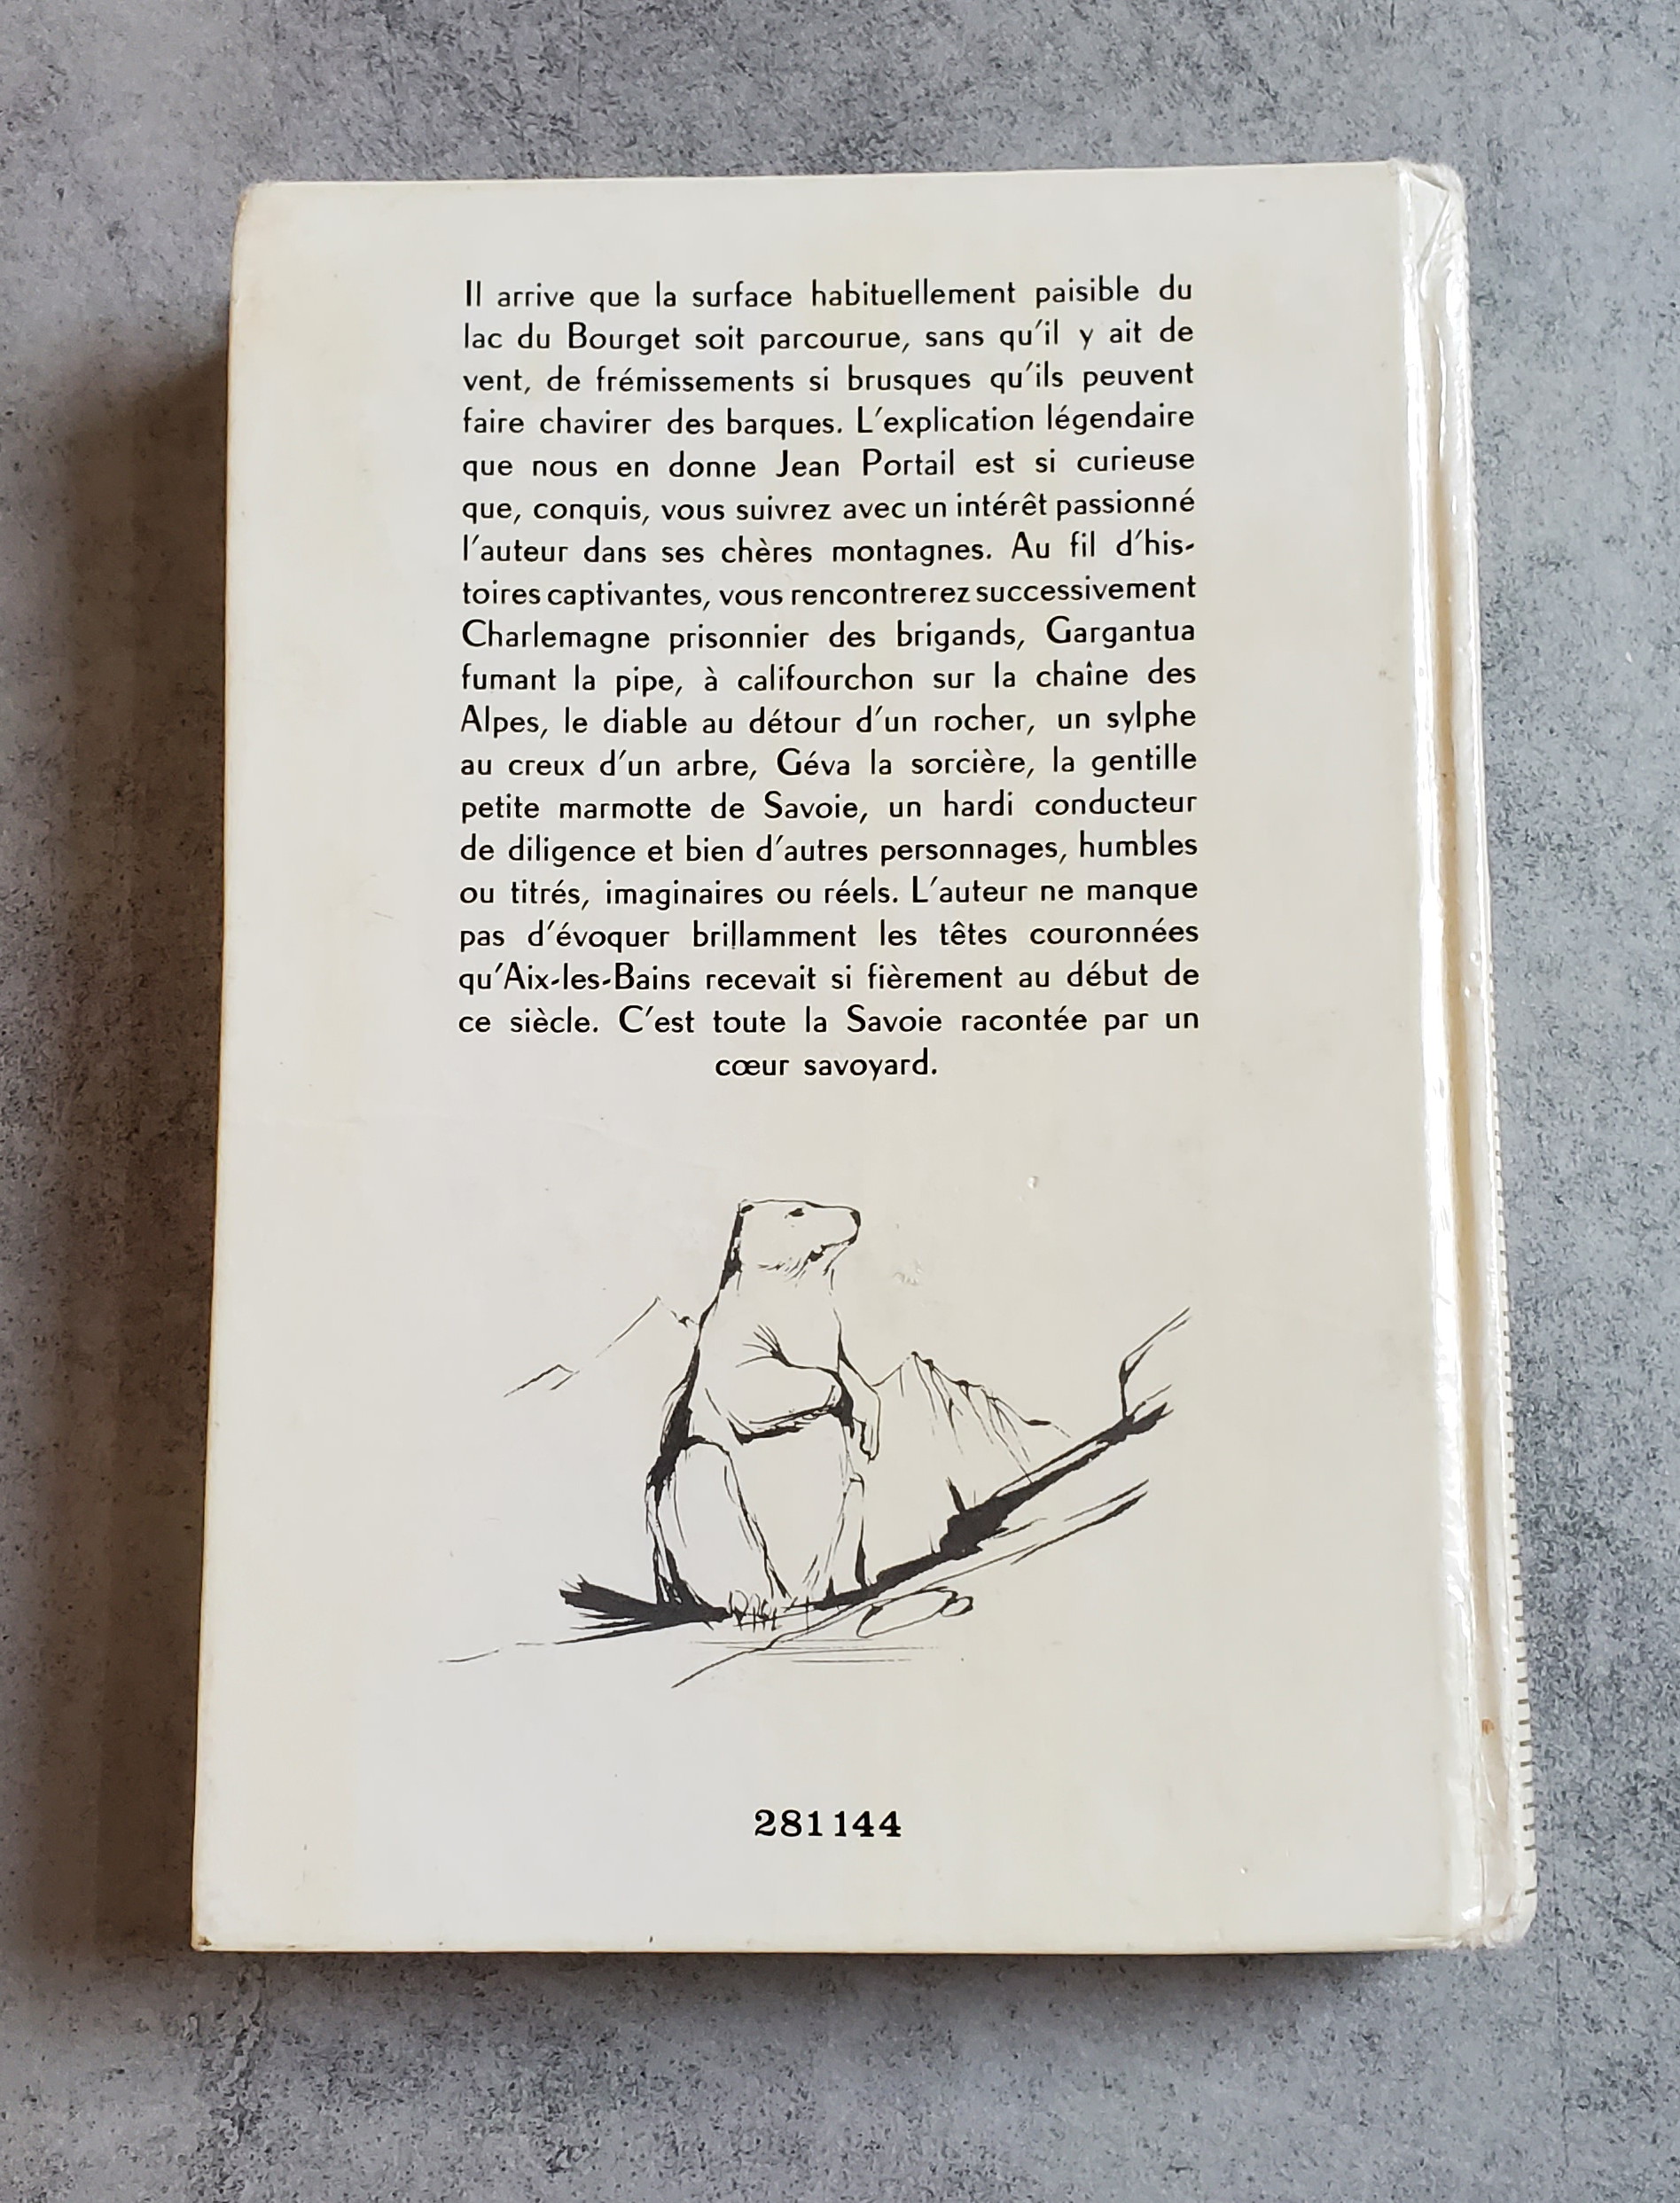 Il arrive que la surface habituellement paisible du
lac du Bourget soit parcourue, sans qu'il y ait de
vent, de frémissements si brusques qu'ils peuvent
faire chavirer des barques. L'explication légendaire
que nous en donne Jean Portail est si curieuse
que, conquis, vous suivrez avec un intérêt passionné
l'auteur dans ses chères montagnes. Au fil d'his-
toires captivantes, vous rencontrerez successivement
Charlemagne prisonnier des brigands, Gargantua
fumant la pipe, à califourchon sur la chaîne des
Alpes, le diable au détour d'un rocher, un sylphe
au creux d'un arbre, Géva la sorcière, la gentille
petite marmotte de Savoie, un hardi conducteur
de diligence et bien d'autres personnages, humbles
ou titrés, imaginaires ou réels. L'auteur ne manque
pas d'évoquer brillamment les têtes couronnées
qu'Aix-les-Bains recevait si fièrement au début de
ce siècle. C'est toute la Savoie racontée par un
cœur savoyard.
281144